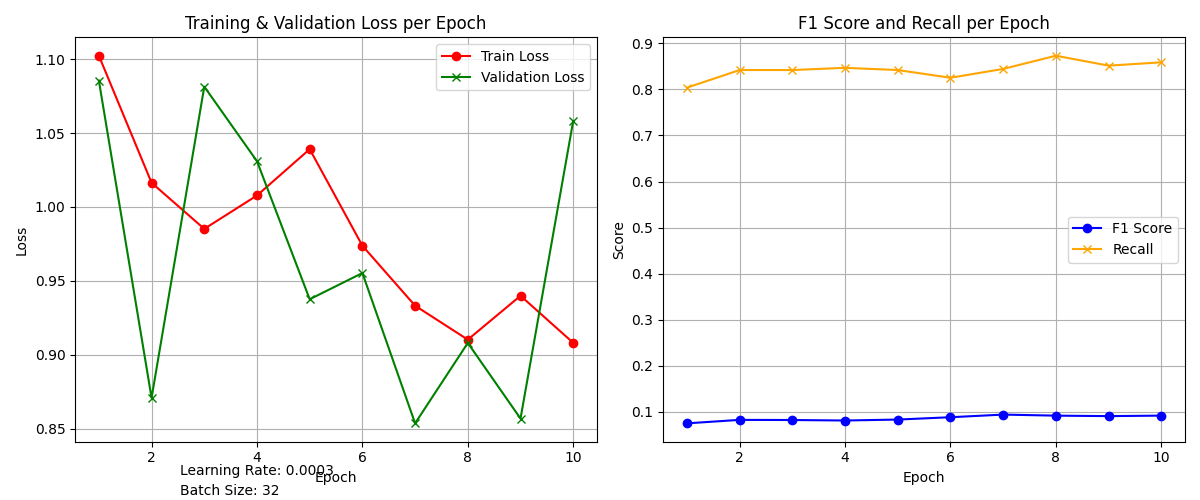 Training & Validation Loss per Epoch
Train Loss
Validation Loss
Loss
1.10
1.05
1.00
0.95
0.90
0.85
2 4 6 8 10
Epoch
Learning Rate: 0.0003
Batch Size: 32
F1 Score and Recall per Epoch
F1 Score
Recall
Score
0.9
0.8
0.7
0.6
0.5
0.4
0.3
0.2
0.1
2 4 6 8 10
Epoch